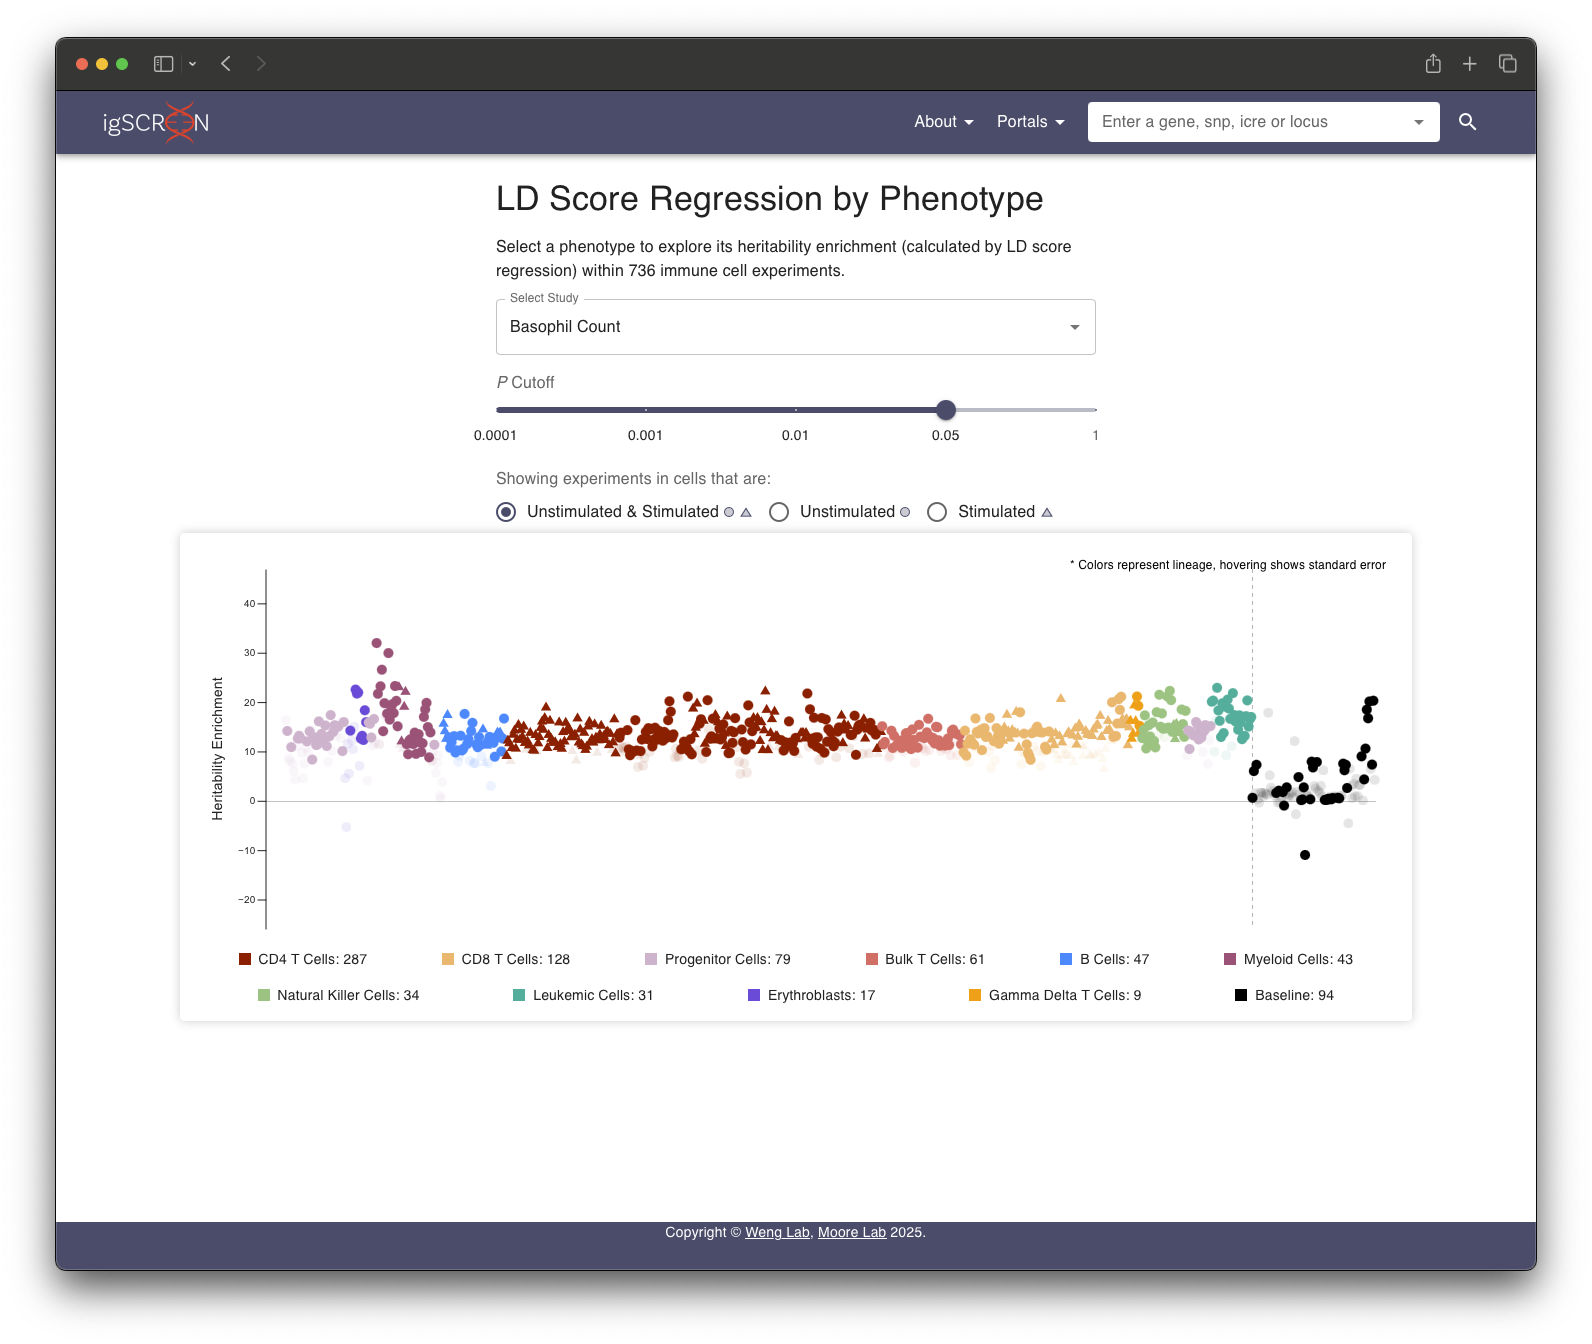 igSCREEN
About
Portals
Enter a gene, snp, icre or locus
LD Score Regression by Phenotype
Select a phenotype to explore its heritability enrichment (calculated by LD score
regression) within 736 immune cell experiments.
Select Study
Basophil Count
P Cutoff
0.0001 0.001 0.01 0.05 1
Showing experiments in cells that are:
Unstimulated & Stimulated Unstimulated Stimulated
* Colors represent lineage, hovering shows standard error
Heritability Enrichment
40
30
20
10
0
−10
−20
CD4 T Cells: 287 CD8 T Cells: 128 Progenitor Cells: 79 Bulk T Cells: 61 B Cells: 47 Myeloid Cells: 43
Natural Killer Cells: 34 Leukemic Cells: 31 Erythroblasts: 17 Gamma Delta T Cells: 9 Baseline: 94
Copyright © Weng Lab, Moore Lab 2025.